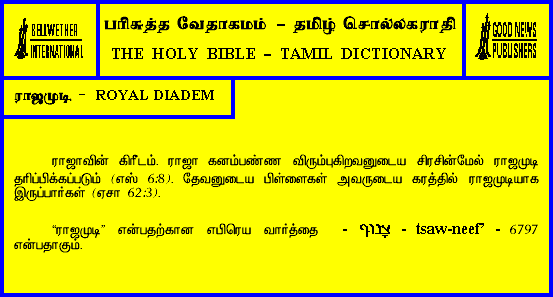 BELLWETHER
INTERNATIONAL
பரிசுத்த வேதாகமம் – தமிழ் சொல்லகராதி
THE HOLY BIBLE – TAMIL DICTIONARY
GOOD NEWS
PUBLISHERS
ராஜமுடி – ROYAL DIADEM
ராஜாவின் கிரீடம். ராஜா கனம்பண்ண விரும்புகிறவனுடைய சிரசின்மேல் ராஜமுடி
தரிப்பிக்கப்படும் (எஸ் 6:8). தேவனுடைய பிள்ளைகள் அவருடைய கரத்தில் ராஜமுடியாக
இருப்பார்கள் (ஏசா 62:3).
“ராஜமுடி” என்பதற்கான எபிரெய வார்த்தை - צנוף - tsaw-neef’ - 6797
என்பதாகும்.